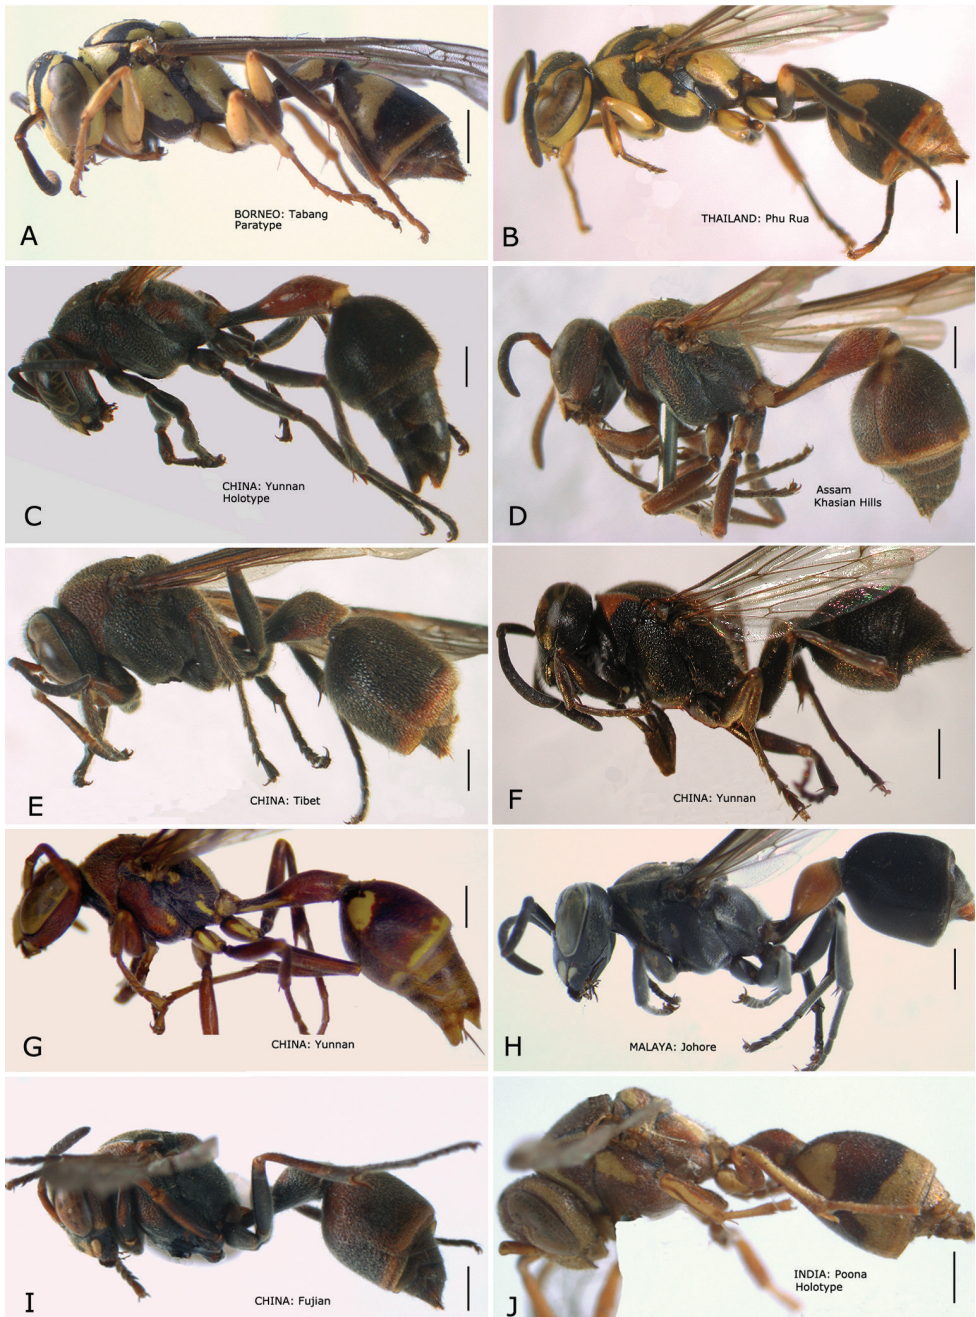 BORNEO: Tabang
Paratype
A
THAILAND: Phu Rua
B
CHINA: Yunnan
Holotype
C
Assam
Khasian Hills
D
CHINA: Tibet
E
CHINA: Yunnan
F
CHINA: Yunnan
G
MALAYA: Johore
H
CHINA: Fujian
I
INDIA: Poona
Holotype
J